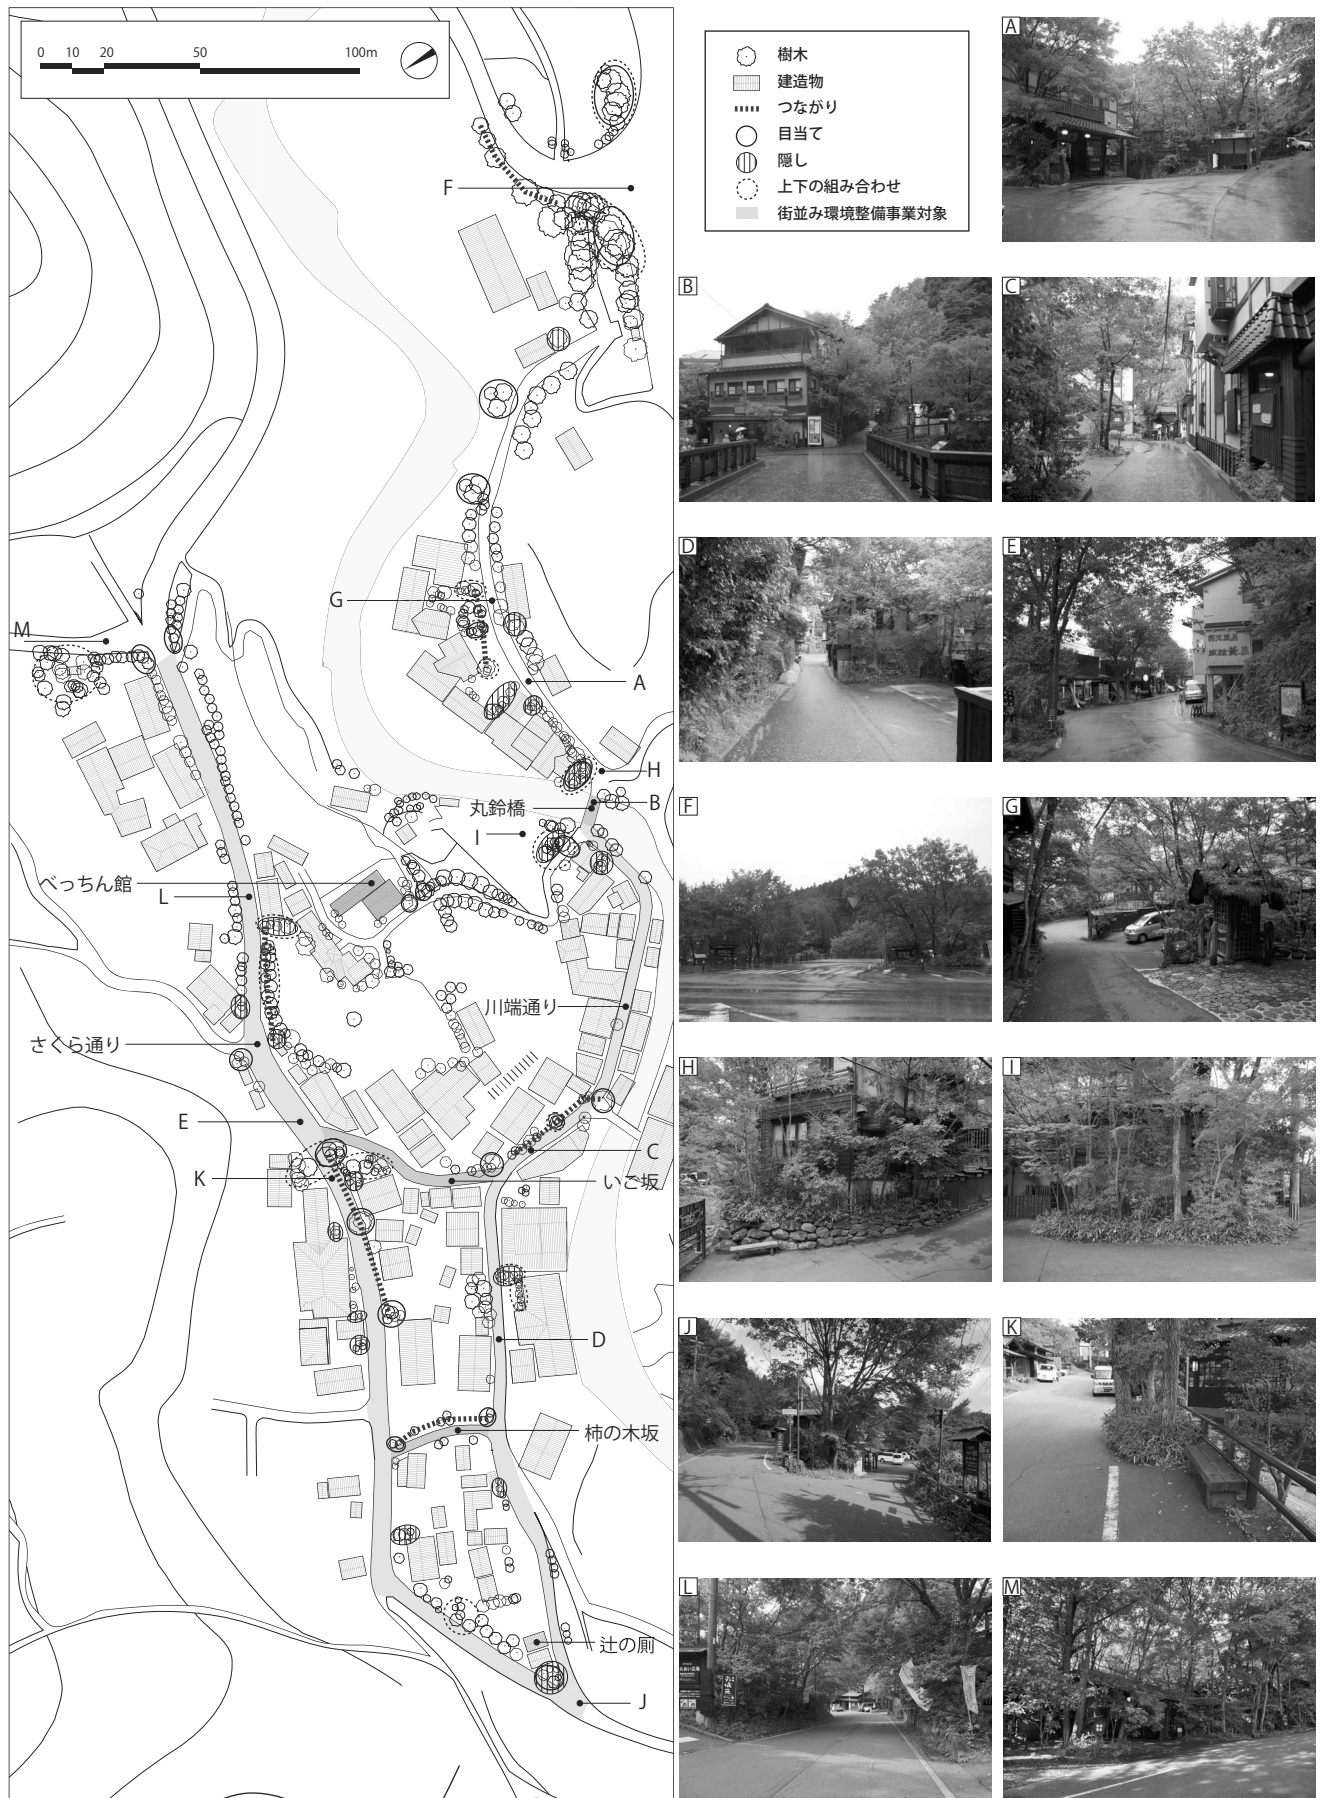 0 10 20 50 100m
樹木
建造物
つながり
目当て
隠し
上下の組み合わせ
街並み環境整備事業対象
F
G
M
A
H
B
丸鈴橋
I
べっちん館
L
川端通り
さくら通り
E
C
K
いご坂
D
柿の木坂
辻の厠
J
A
B
C
D
E
F
G
H
I
J
K
L
M